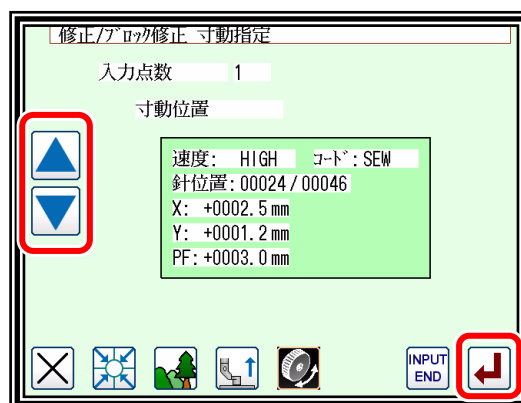 修正/ブロック修正 寸動指定
入力点数 1
寸動位置
速度: HIGH コード: SEW
針位置: 00024/00046
X: +0002.5mm
Y: +0001.2mm
PF: +0003.0mm
INPUT
END